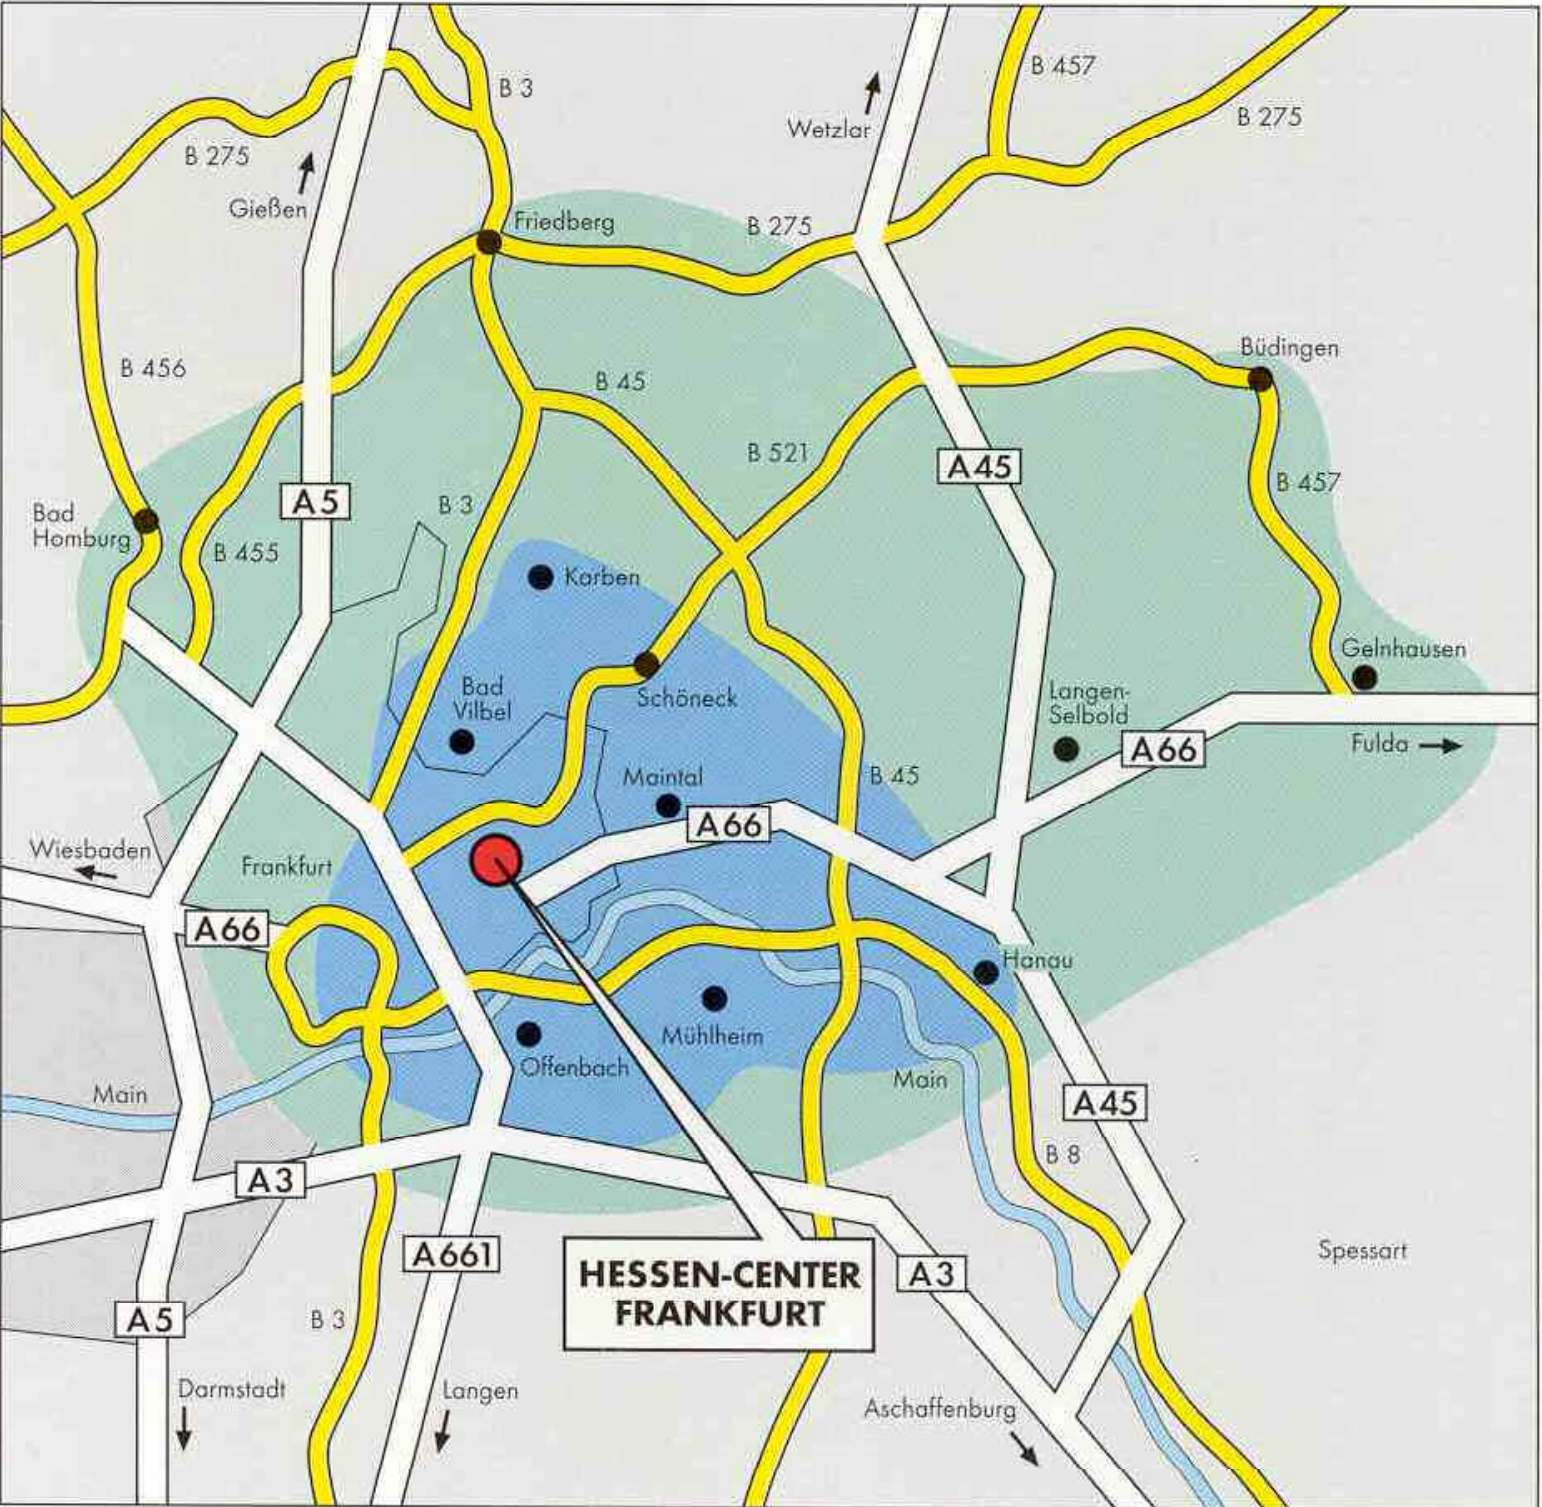 B 457
B 3
B 275
Wetzlar
B 275
Gießen
Friedberg
B 275
Büdingen
B 456
B 45
B 521
A45
B 457
A5
B 3
Bad
Homburg
B 455
Karben
Gelnhausen
Bad
Vilbel
Schöneck
Langen-
Selbold
A66
Fulda
Maintal
B 45
A66
Wiesbaden
Frankfurt
A66
Hanau
Mühlheim
Offenbach
Main
Main
A45
B 8
A3
A661
HESSEN-CENTER
FRANKFURT
A3
Spessart
A5
B 3
Darmstadt
Langen
Aschaffenburg